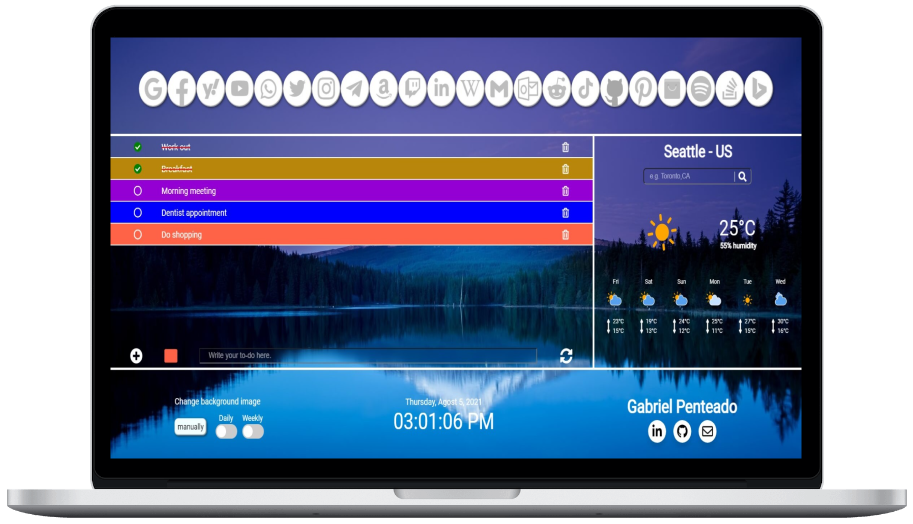 Work out
Breakfast
Morning meeting
Dentist appointment
Do shopping
Write your to-do here.
Seattle - US
e.g. Toronto,CA
25°C
55% humidity
Fri Sat Sun Mon Tue Wed
23°C 19°C 24°C 25°C 27°C 30°C
15°C 13°C 12°C 11°C 15°C 16°C
Change background image
manually Daily Weekly
Thursday, Agost 5, 2021
03:01:06 PM
Gabriel Penteado